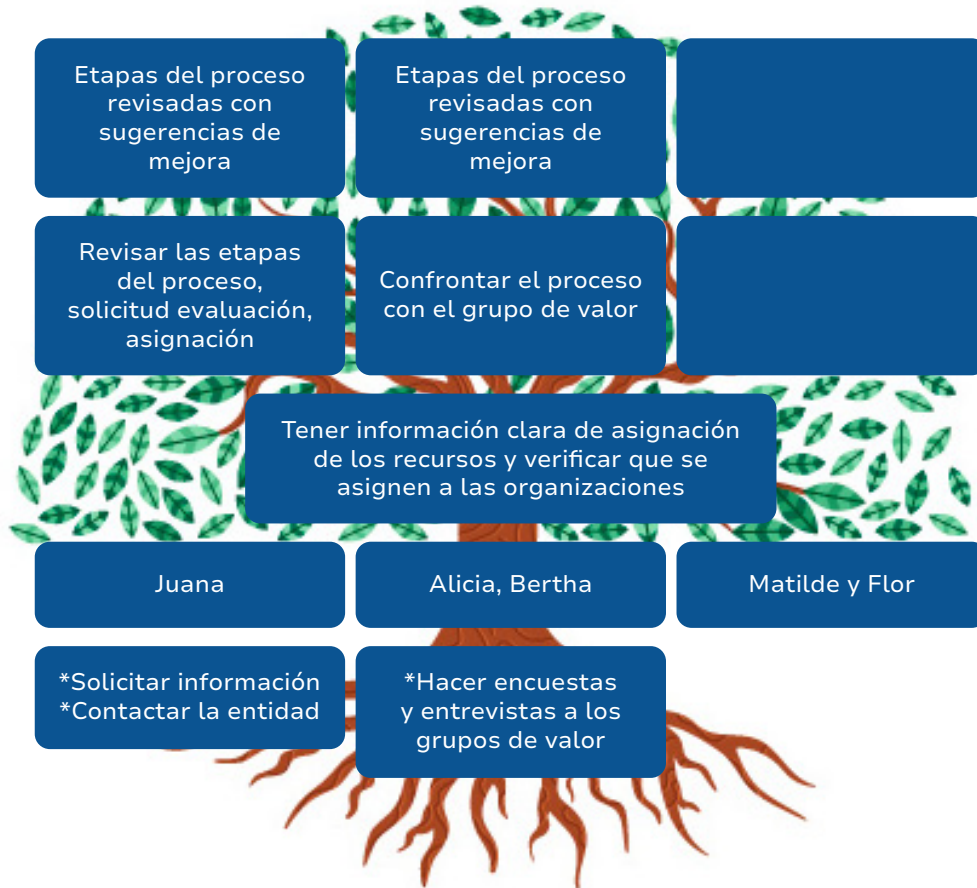 Etapas del proceso
revisadas con
sugerencias de
mejora
Etapas del proceso
revisadas con
sugerencias de
mejora
Revisar las etapas
del proceso,
solicitud evaluación,
asignación
Confrontar el proceso
con el grupo de valor
Tener información clara de asignación
de los recursos y verificar que se
asignen a las organizaciones
Juana
Alicia, Bertha
Matilde y Flor
*Solicitar información
*Contactar la entidad
*Hacer encuestas
y entrevistas a los
grupos de valor